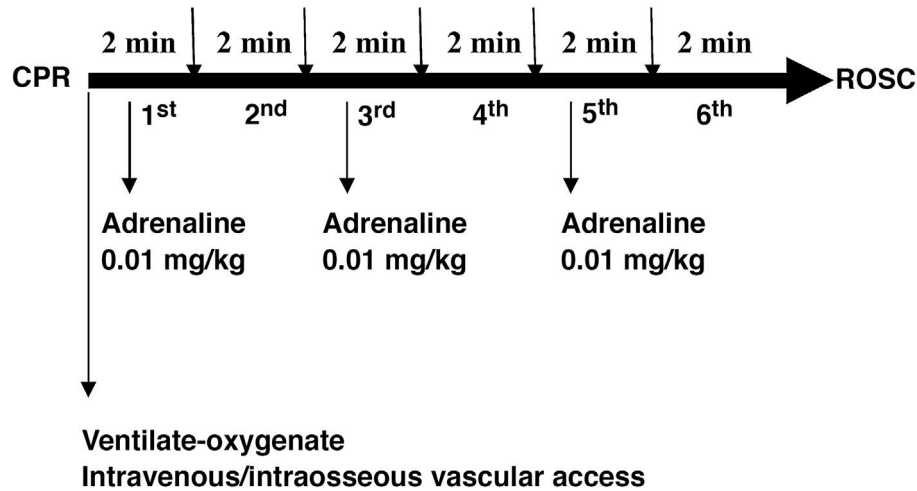 2 min 2 min 2 min 2 min 2 min 2 min
CPR ROSC
1st 2nd 3rd 4th 5th 6th
Adrenaline Adrenaline Adrenaline
0.01 mg/kg 0.01 mg/kg 0.01 mg/kg
Ventilate-oxygenate
Intravenous/intraosseous vascular access